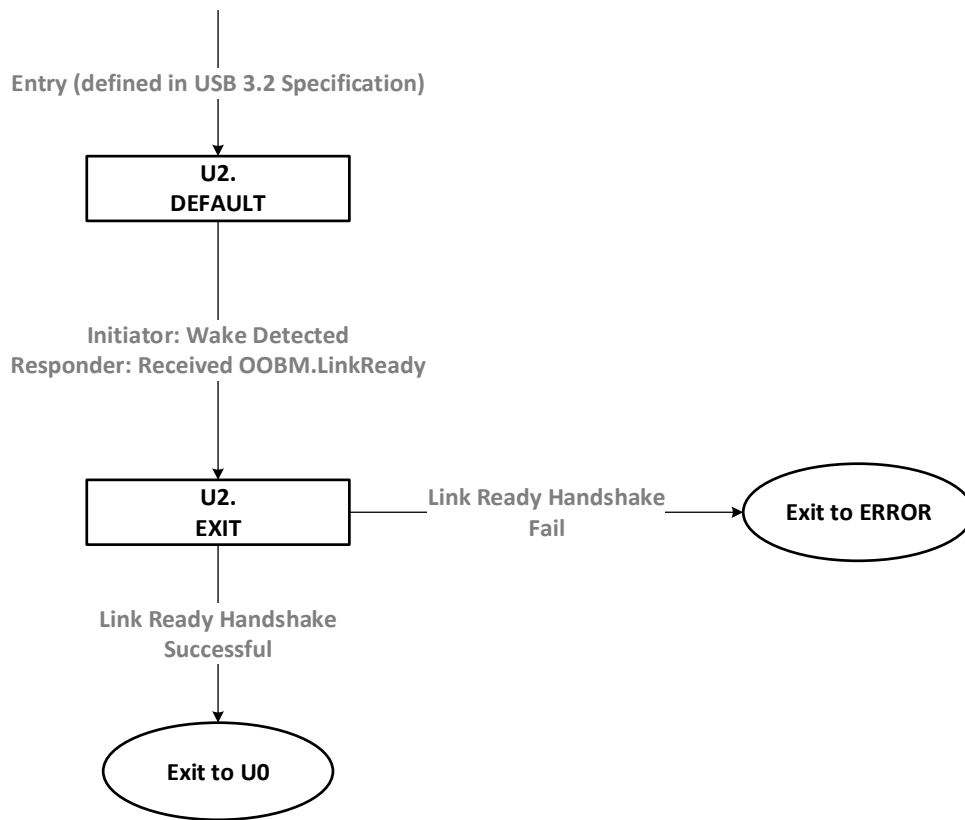 Entry (defined in USB 3.2 Specification)
U2.
DEFAULT
Initiator: Wake Detected
Responder: Received OOBM.LinkReady
U2.
EXIT
Link Ready Handshake
Fail
Exit to ERROR
Link Ready Handshake
Successful
Exit to U0